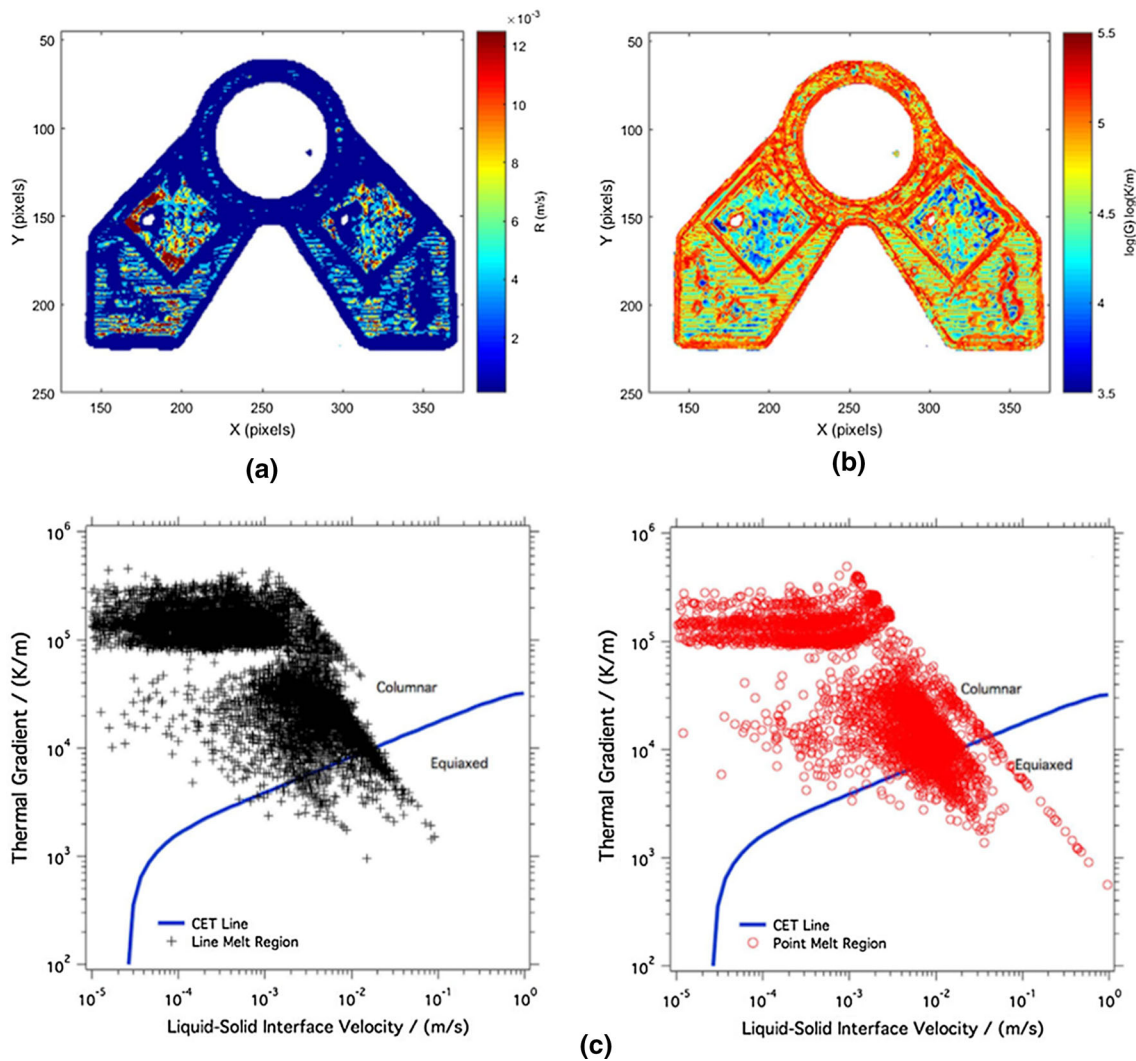 × 10⁻³
50
100
150
200
250
Y (pixels)
150 200 250 300 350
X (pixels)
12
10
8
6
4
2
R (m/s)
(a)
50
100
150
200
250
Y (pixels)
150 200 250 300 350
X (pixels)
5.5
5
4.5
4
3.5
log(G) log(K/m)
(b)
10⁶
10⁵
10⁴
10³
10²
Thermal Gradient / (K/m)
Columnar
Equiaxed
CET Line
Line Melt Region
10⁻⁵ 10⁻⁴ 10⁻³ 10⁻² 10⁻¹ 10⁰
Liquid-Solid Interface Velocity / (m/s)
10⁶
10⁵
10⁴
10³
10²
Thermal Gradient / (K/m)
Columnar
Equiaxed
CET Line
Point Melt Region
10⁻⁵ 10⁻⁴ 10⁻³ 10⁻² 10⁻¹ 10⁰
Liquid-Solid Interface Velocity / (m/s)
(c)